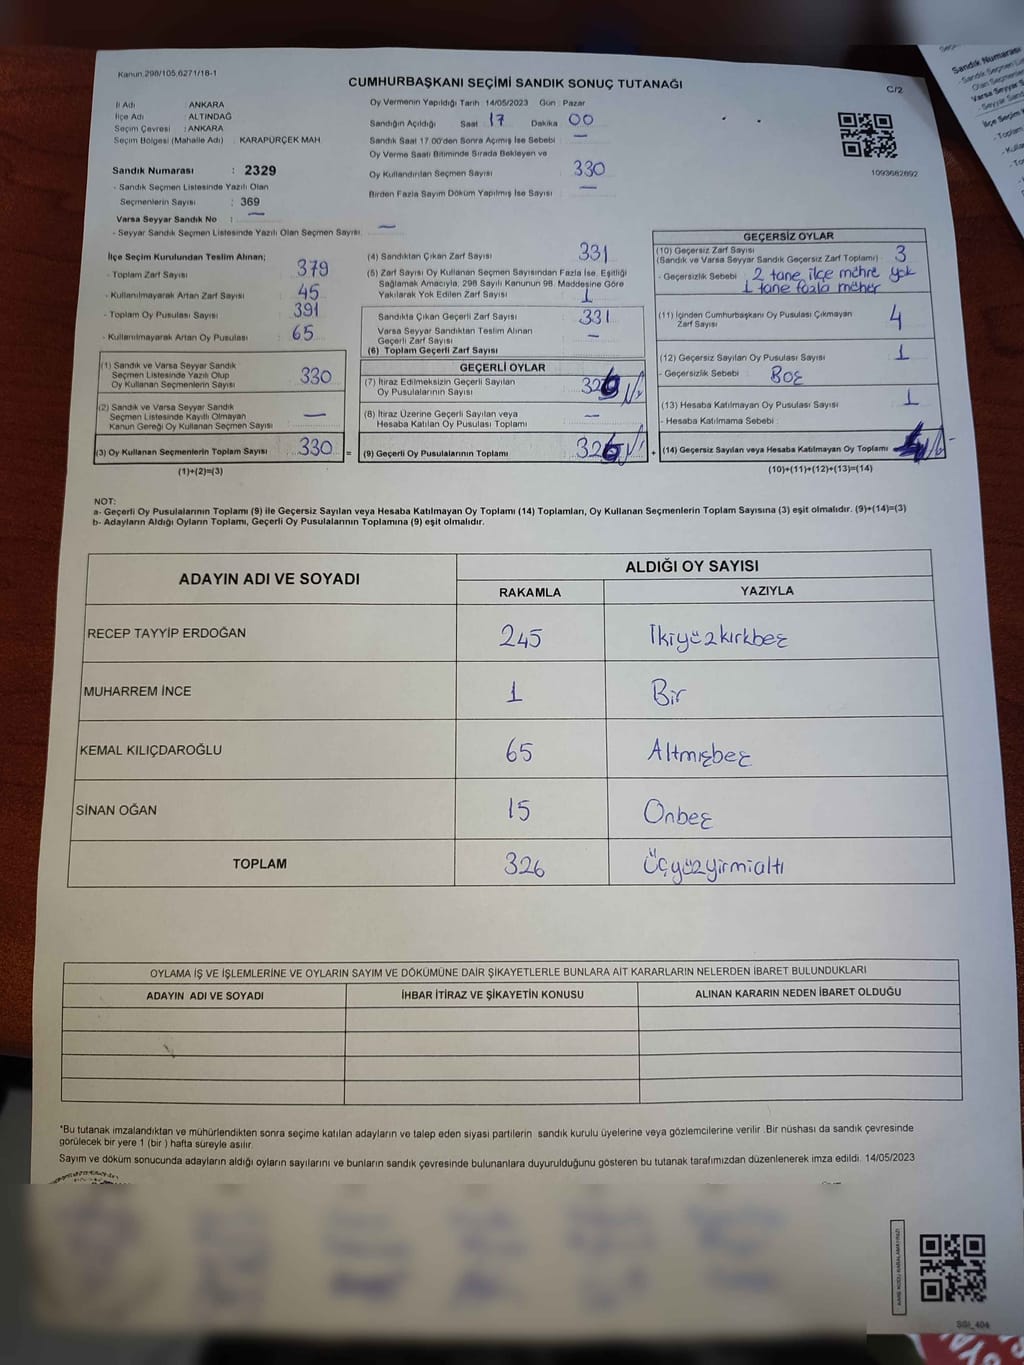 Kanun.298/105,6271/18-1
CUMHURBAŞKANI SEÇİMİ SANDIK SONUÇ TUTANAĞI
C/2
İl Adı : ANKARA
İlçe Adı : ALTINDAĞ
Seçim Çevresi : ANKARA
Seçim Bölgesi (Mahalle Adı) : KARAPÜRÇEK MAH
Sandık Numarası : 2329
- Sandık Seçmen Listesinde Yazılı Olan
Seçmenlerin Sayısı : 369
Varsa Seyyar Sandık No : —
- Seyyar Sandık Seçmen Listesinde Yazılı Olan Seçmen Sayısı. —
Oy Vermenin Yapıldığı Tarih 14/05/2023 Gün : Pazar
Sandığın Açıldığı Saat 17 Dakika 00
Sandık Saat 17.00'den Sonra Açılmış İse Sebebi : —
Oy Verme Saati Bitiminde Sırada Bekleyen ve
Oy Kullandırılan Seçmen Sayısı 330
Birden Fazla Sayım Döküm Yapılmış İse Sayısı —
1093682892
İlçe Seçim Kurulundan Teslim Alınan;
- Toplam Zarf Sayısı 379
- Kullanılmayarak Artan Zarf Sayısı 45
- Toplam Oy Pusulası Sayısı 391
- Kullanılmayarak Artan Oy Pusulası 65
(1) Sandık ve Varsa Seyyar Sandık
Seçmen Listesinde Yazılı Olup
Oy Kullanan Seçmenlerin Sayısı 330
(2) Sandık ve Varsa Seyyar Sandık
Seçmen Listesinde Kayıtlı Olmayan
Kanun Gereği Oy Kullanan Seçmen Sayısı —
(3) Oy Kullanan Seçmenlerin Toplam Sayısı 330 =
(1)+(2)=(3)
(4) Sandıktan Çıkan Zarf Sayısı 331
(5) Zarf Sayısı Oy Kullanan Seçmen Sayısından Fazla İse, Eşitliği
Sağlamak Amacıyla, 298 Sayılı Kanunun 98. Maddesine Göre
Yakılarak Yok Edilen Zarf Sayısı 1
Sandıkta Çıkan Geçerli Zarf Sayısı 331
Varsa Seyyar Sandıktan Teslim Alınan
Geçerli Zarf Sayısı —
(6) Toplam Geçerli Zarf Sayısı
GEÇERLİ OYLAR
(7) İtiraz Edilmeksizin Geçerli Sayılan
Oy Pusulalarının Sayısı 326
(8) İtiraz Üzerine Geçerli Sayılan veya
Hesaba Katılan Oy Pusulası Toplamı —
(9) Geçerli Oy Pusulalarının Toplamı 326 +
GEÇERSİZ OYLAR
(10) Geçersiz Zarf Sayısı 3
(Sandık ve Varsa Seyyar Sandık Geçersiz Zarf Toplamı)
- Geçersizlik Sebebi : 2 tane ilçe mühre yok
1 tane fazla müher
(11) İçinden Cumhurbaşkanı Oy Pusulası Çıkmayan
Zarf Sayısı 4
(12) Geçersiz Sayılan Oy Pusulası Sayısı 1
- Geçersizlik Sebebi : BOŞ
(13) Hesaba Katılmayan Oy Pusulası Sayısı 1
- Hesaba Katılmama Sebebi :
(14) Geçersiz Sayılan veya Hesaba Katılmayan Oy Toplamı
(10)+(11)+(12)+(13)=(14)
NOT:
a- Geçerli Oy Pusulalarının Toplamı (9) ile Geçersiz Sayılan veya Hesaba Katılmayan Oy Toplamı (14) Toplamları, Oy Kullanan Seçmenlerin Toplam Sayısına (3) eşit olmalıdır. (9)+(14)=(3)
b- Adayların Aldığı Oyların Toplamı, Geçerli Oy Pusulalarının Toplamına (9) eşit olmalıdır.
ADAYIN ADI VE SOYADI
ALDIĞI OY SAYISI
RAKAMLA YAZIYLA
RECEP TAYYİP ERDOĞAN 245 İkiyüzkırkbeş
MUHARREM İNCE 1 Bir
KEMAL KILIÇDAROĞLU 65 Altmışbeş
SİNAN OĞAN 15 Onbeş
TOPLAM 326 Üçyüzyirmialtı
OYLAMA İŞ VE İŞLEMLERİNE VE OYLARIN SAYIM VE DÖKÜMÜNE DAİR ŞİKAYETLERLE BUNLARA AİT KARARLARIN NELERDEN İBARET BULUNDUKLARI
ADAYIN ADI VE SOYADI İHBAR İTİRAZ VE ŞİKAYETİN KONUSU ALINAN KARARIN NEDEN İBARET OLDUĞU
*Bu tutanak imzalandıktan ve mühürlendikten sonra seçime katılan adayların ve talep eden siyasi partilerin sandık kurulu üyelerine veya gözlemcilerine verilir .Bir nüshası da sandık çevresinde
görülecek bir yere 1 (bir ) hafta süreyle asılır.
Sayım ve döküm sonucunda adayların aldığı oyların sayılarını ve bunların sandık çevresinde bulunanlara duyurulduğunu gösteren bu tutanak tarafımızdan düzenlenerek imza edildi. 14/05/2023
SGI_404